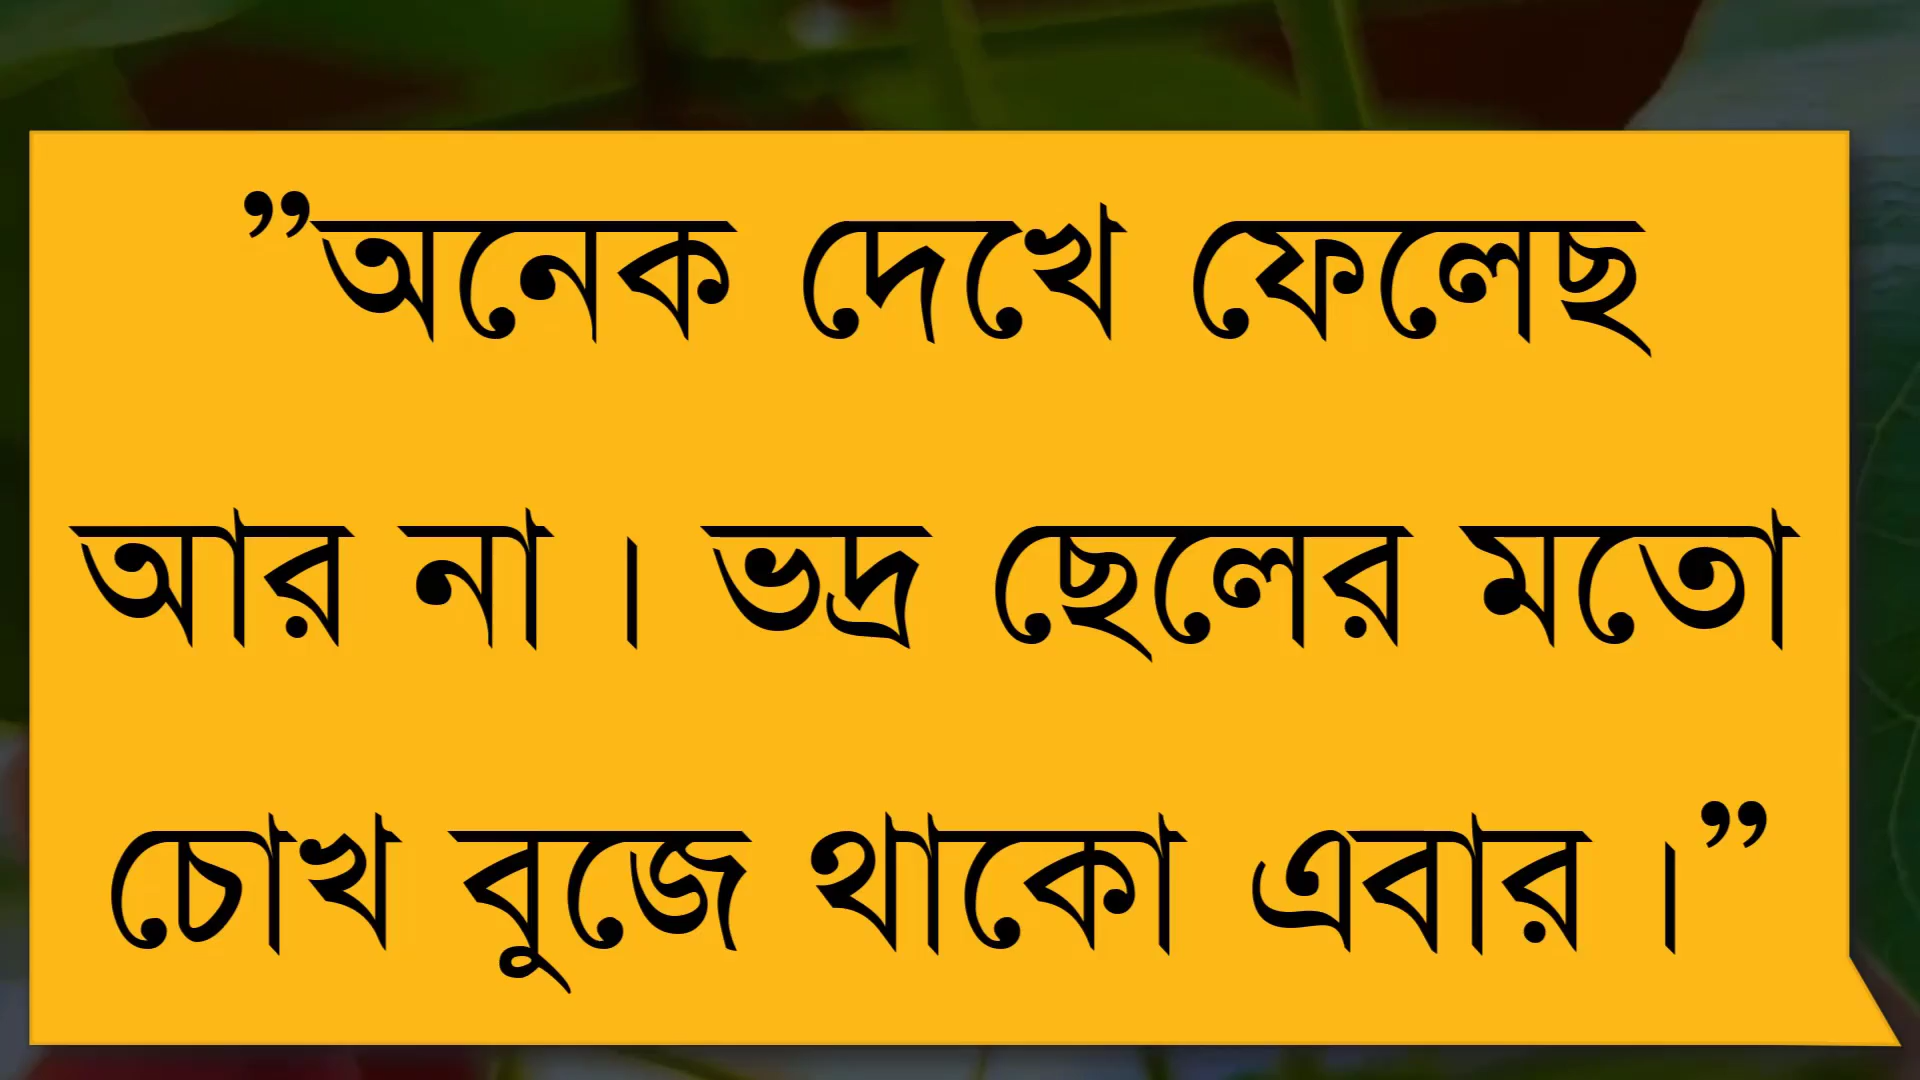 ”অনেক দেখে ফেলেছ
আর না । ভদ্র ছেলের মতো
চোখ বুজে থাকো এবার ।”